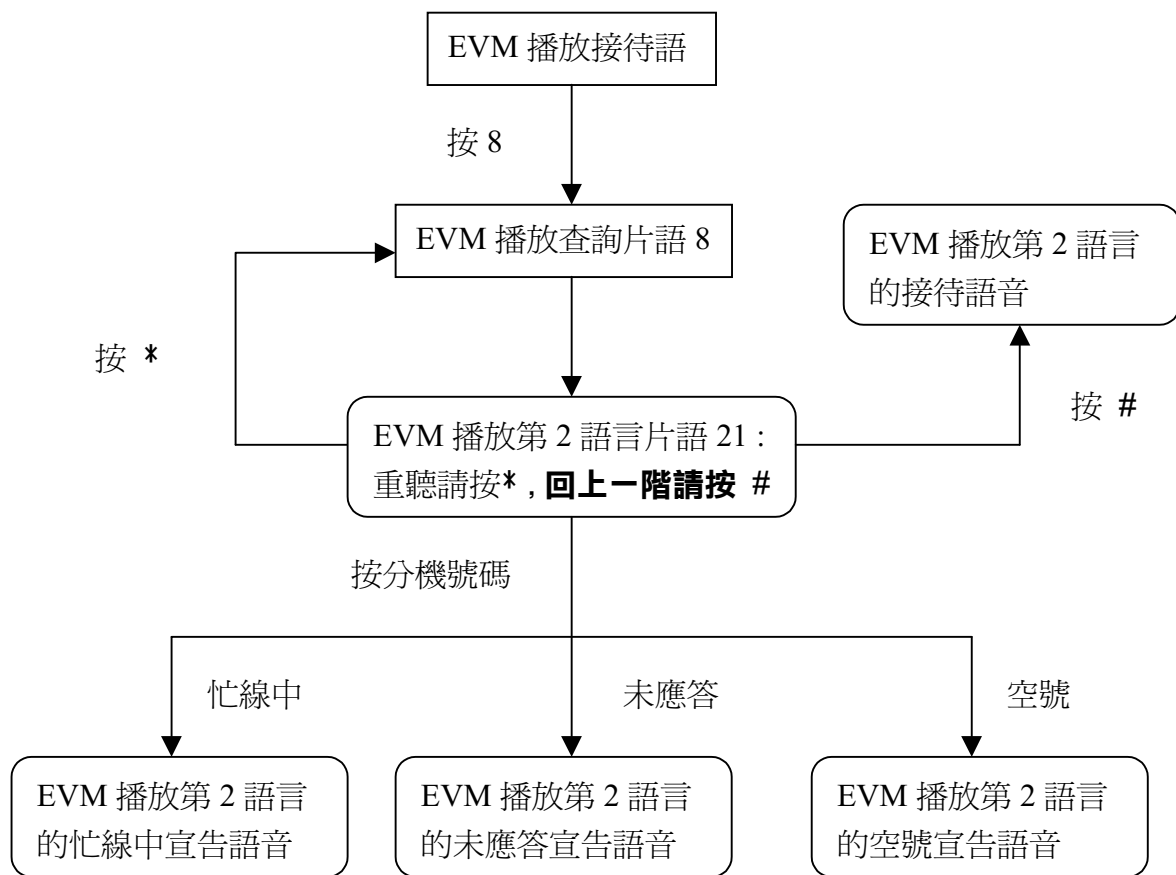 EVM 播放接待語
按 8
EVM 播放查詢片語 8
EVM 播放第 2 語言
的接待語音
按 *
按 #
EVM 播放第 2 語言片語 21 :
重聽請按* , 回上一階請按 #
按分機號碼
忙線中
未應答
空號
EVM 播放第 2 語言
的忙線中宣告語音
EVM 播放第 2 語言
的未應答宣告語音
EVM 播放第 2 語言
的空號宣告語音